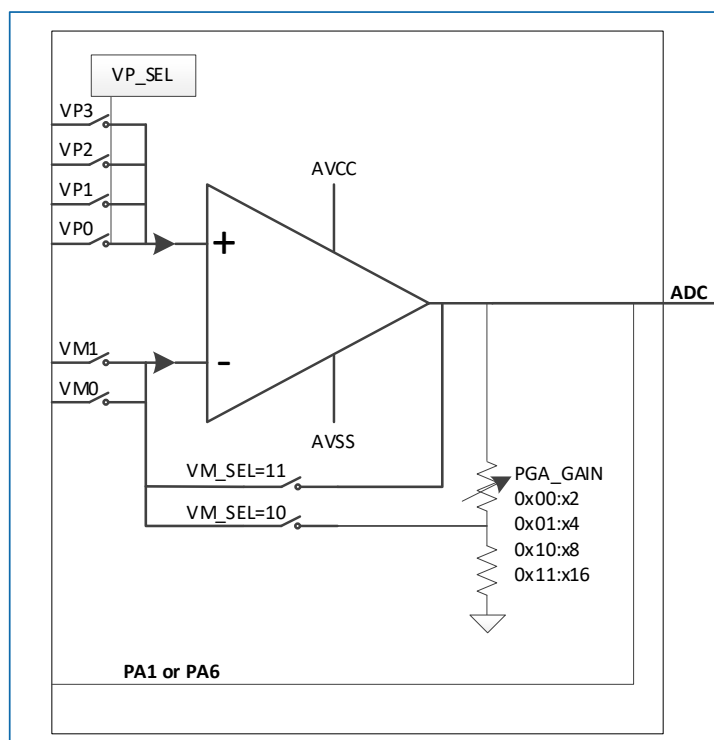 VP_SEL
VP3
VP2
VP1
VP0
AVCC
+
ADC
VM1
-
VM0
AVSS
VM_SEL=11
PGA_GAIN
0x00:x2
VM_SEL=10
0x01:x4
0x10:x8
0x11:x16
PA1 or PA6